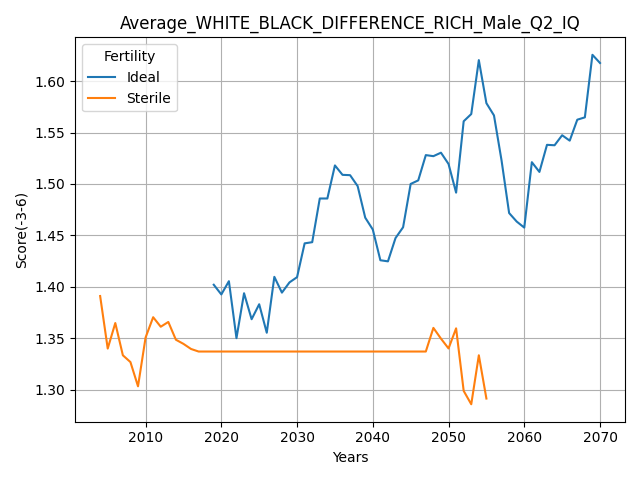 Average_WHITE_BLACK_DIFFERENCE_RICH_Male_Q2_IQ
Fertility
Ideal
Sterile
Score(-3-6)
1.60
1.55
1.50
1.45
1.40
1.35
1.30
2010 2020 2030 2040 2050 2060 2070
Years